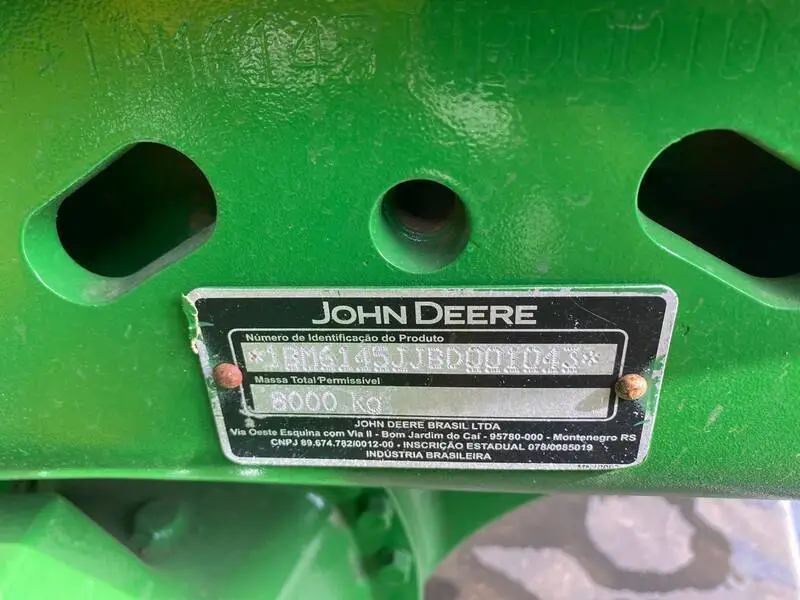 JOHN DEERE
Número de Identificação do Produto
*1BM6145JJBD001043*
Massa Total Permissível
8000 kg
JOHN DEERE BRASIL LTDA
Via Oeste Esquina com Via II - Bom Jardim do Caí - 95780-000 - Montenegro RS
CNPJ 89.674.782/0012-00 - INSCRIÇÃO ESTADUAL 078/0085019
INDÚSTRIA BRASILEIRA